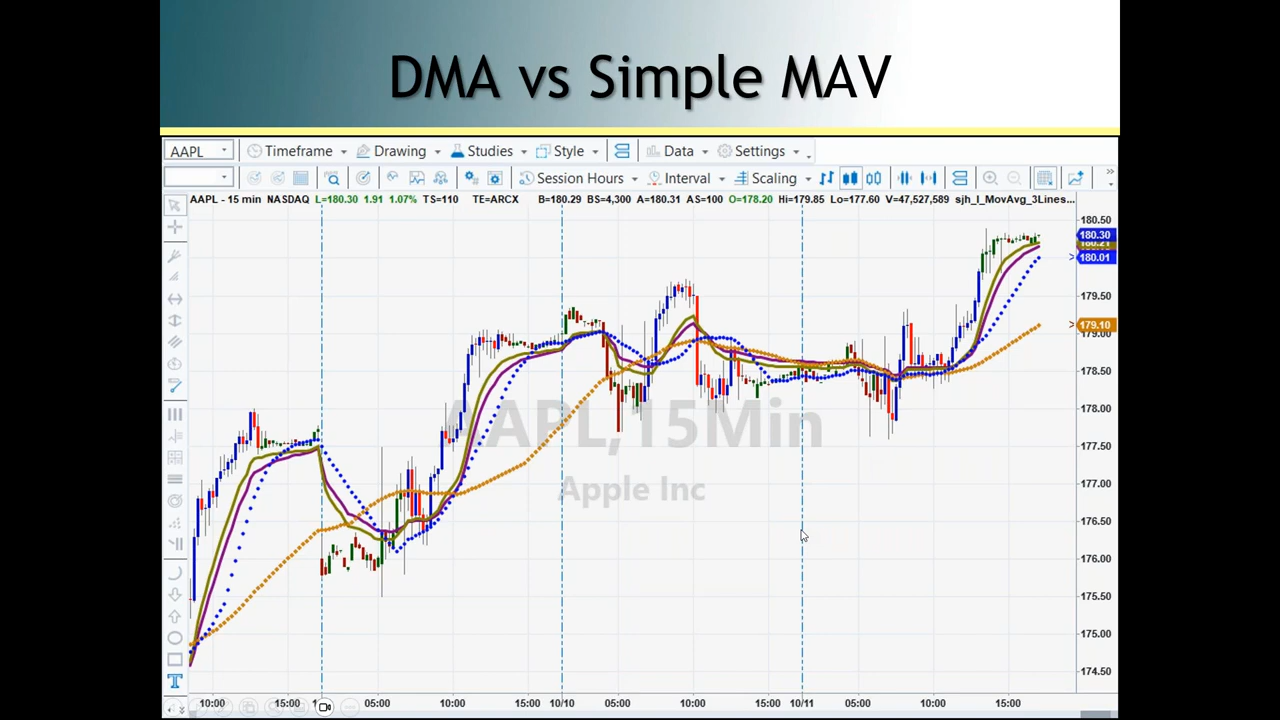 DMA vs Simple MAV
AAPL Timeframe Drawing Studies Style Data Settings
Session Hours Interval Scaling
AAPL - 15 min NASDAQ L=180.30 1.91 1.07% TS=110 TE=ARCX B=180.29 BS=4,300 A=180.31 AS=100 O=178.20 Hi=179.85 Lo=177.60 V=47,527,589 sjh_I_MovAvg_3Lines...
180.50
180.30
180.21
180.01
179.50
179.10
179.00
178.50
178.00
AAPL,15Min
177.50
177.00
Apple Inc
176.50
176.00
175.50
175.00
174.50
10:00 15:00 05:00 10:00 15:00 10/10 05:00 10:00 15:00 10/11 05:00 10:00 15:00